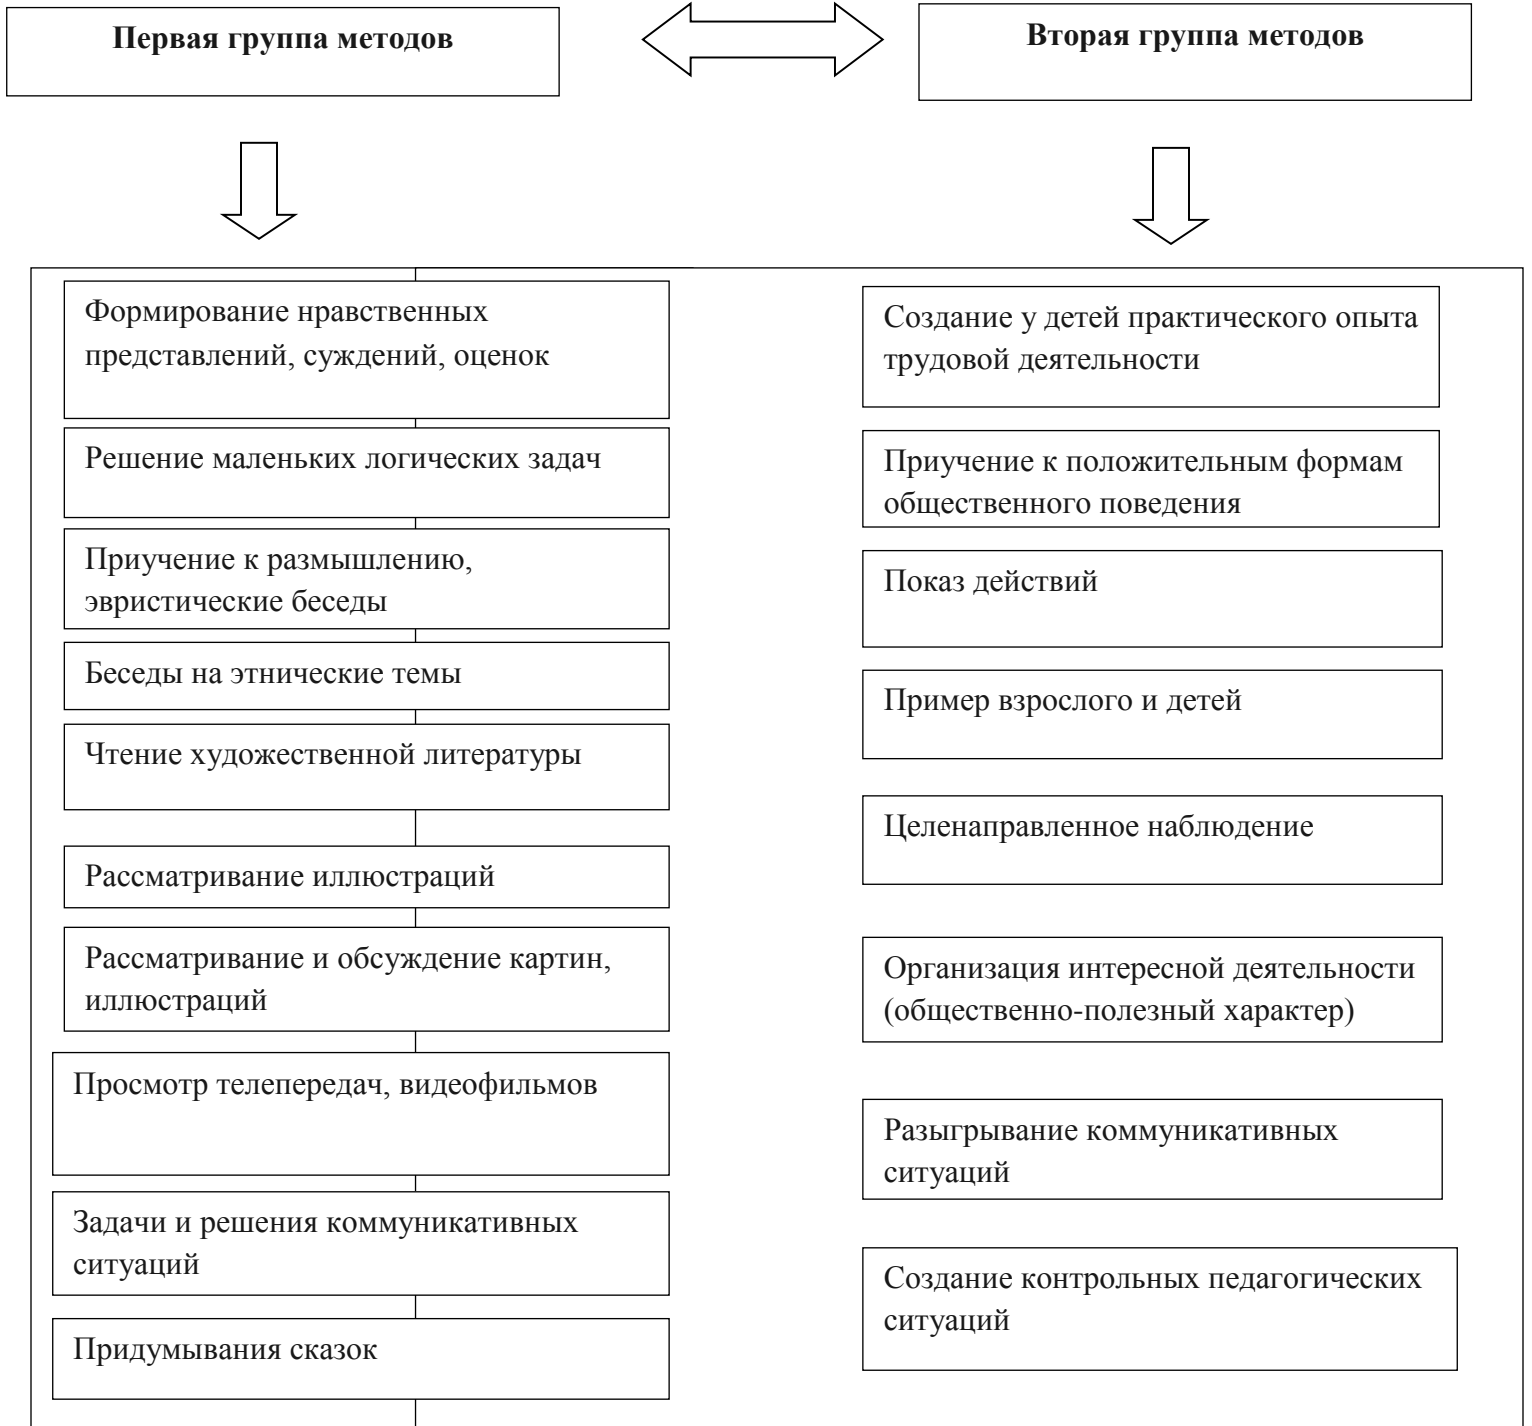 Первая группа методов
Вторая группа методов
Формирование нравственных
представлений, суждений, оценок
Решение маленьких логических задач
Приучение к размышлению,
эвристические беседы
Беседы на этнические темы
Чтение художественной литературы
Рассматривание иллюстраций
Рассматривание и обсуждение картин,
иллюстраций
Просмотр телепередач, видеофильмов
Задачи и решения коммуникативных
ситуаций
Придумывания сказок
Создание у детей практического опыта
трудовой деятельности
Приучение к положительным формам
общественного поведения
Показ действий
Пример взрослого и детей
Целенаправленное наблюдение
Организация интересной деятельности
(общественно-полезный характер)
Разыгрывание коммуникативных
ситуаций
Создание контрольных педагогических
ситуаций